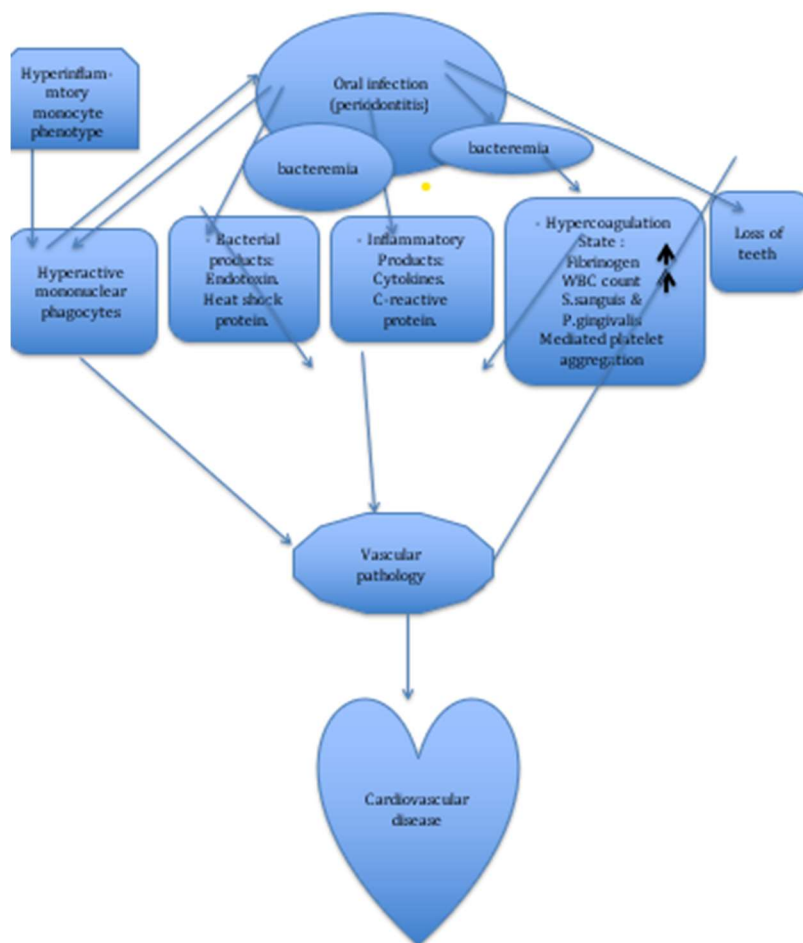 Hyperinflam-
mtory
monocyte
phenotype
Oral infection
(periodontitis)
bacteremia
bacteremia
Hyperactive
mononuclear
phagocytes
- Bacterial
products:
Endotoxin.
Heat shock
protein.
- Inflammatory
Products:
Cytokines.
C-reactive
protein.
- Hypercoagulation
State :
Fibrinogen
WBC count
S.sanguis &
P.gingivalis
Mediated platelet
aggregation
Loss of
teeth
Vascular
pathology
Cardiovascular
disease